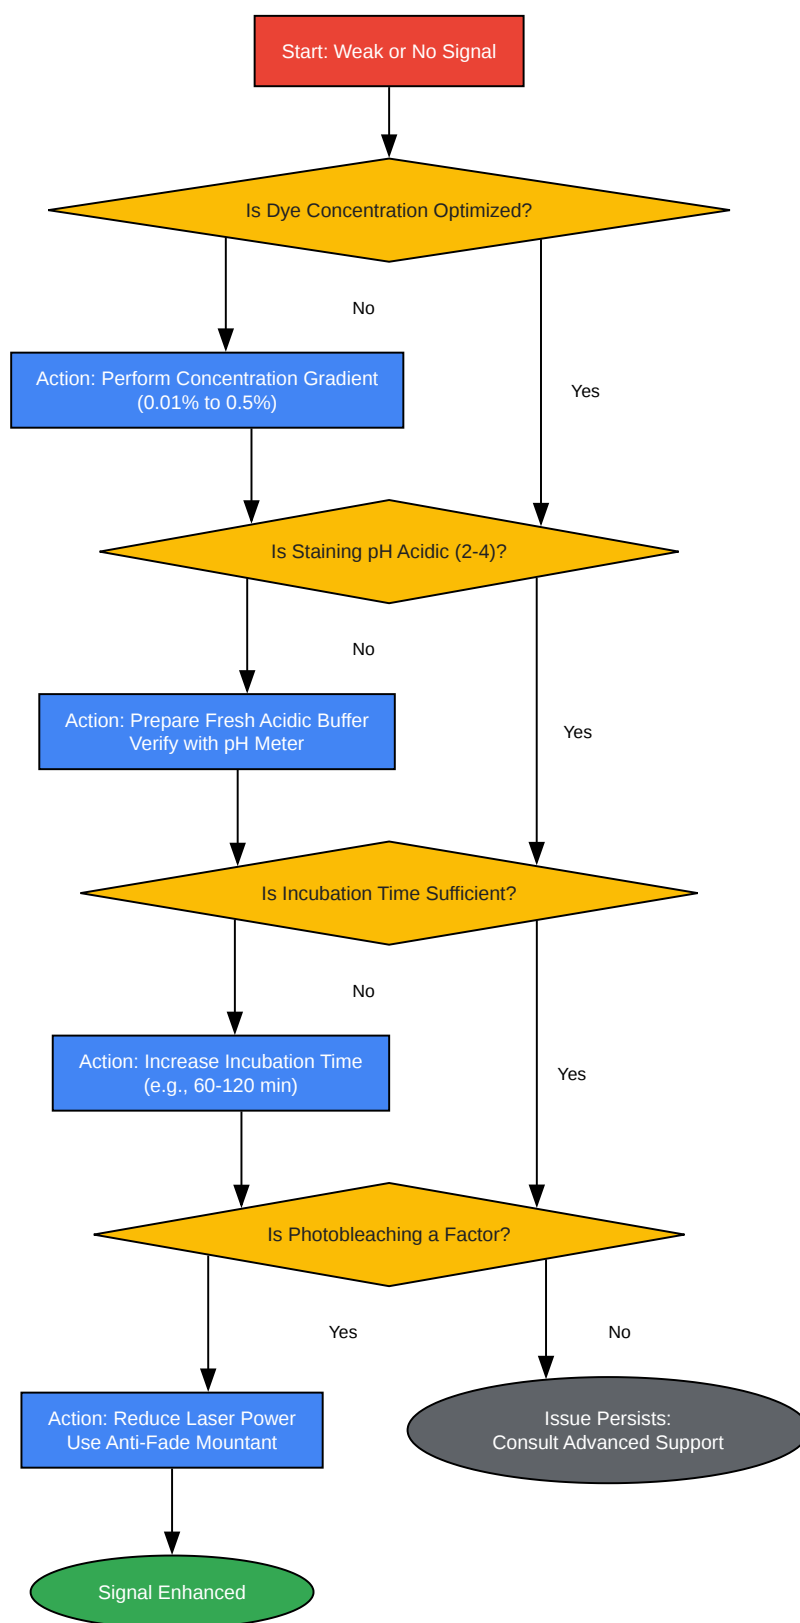 Start: Weak or No Signal
Is Dye Concentration Optimized?
No
Action: Perform Concentration Gradient
(0.01% to 0.5%)
Yes
Is Staining pH Acidic (2-4)?
No
Action: Prepare Fresh Acidic Buffer
Verify with pH Meter
Yes
Is Incubation Time Sufficient?
No
Action: Increase Incubation Time
(e.g., 60-120 min)
Yes
Is Photobleaching a Factor?
Yes
No
Action: Reduce Laser Power
Use Anti-Fade Mountant
Issue Persists:
Consult Advanced Support
Signal Enhanced